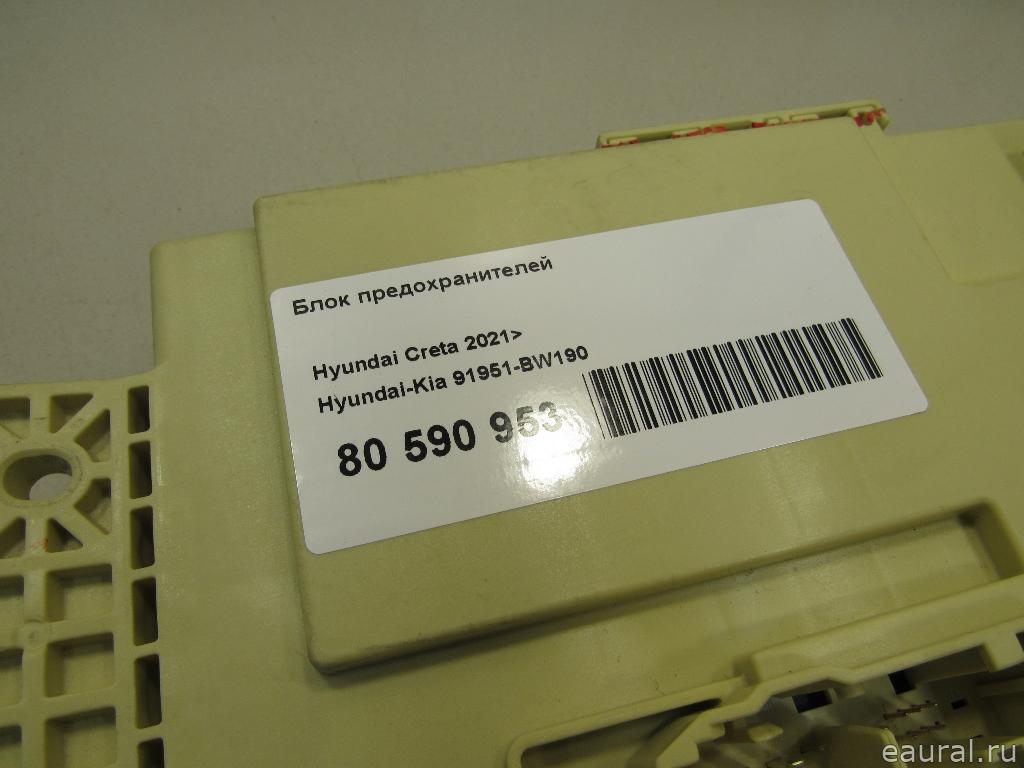 Блок предохранителей
Hyundai Creta 2021>
Hyundai-Kia 91951-BW190
80 590 953
eaural.ru